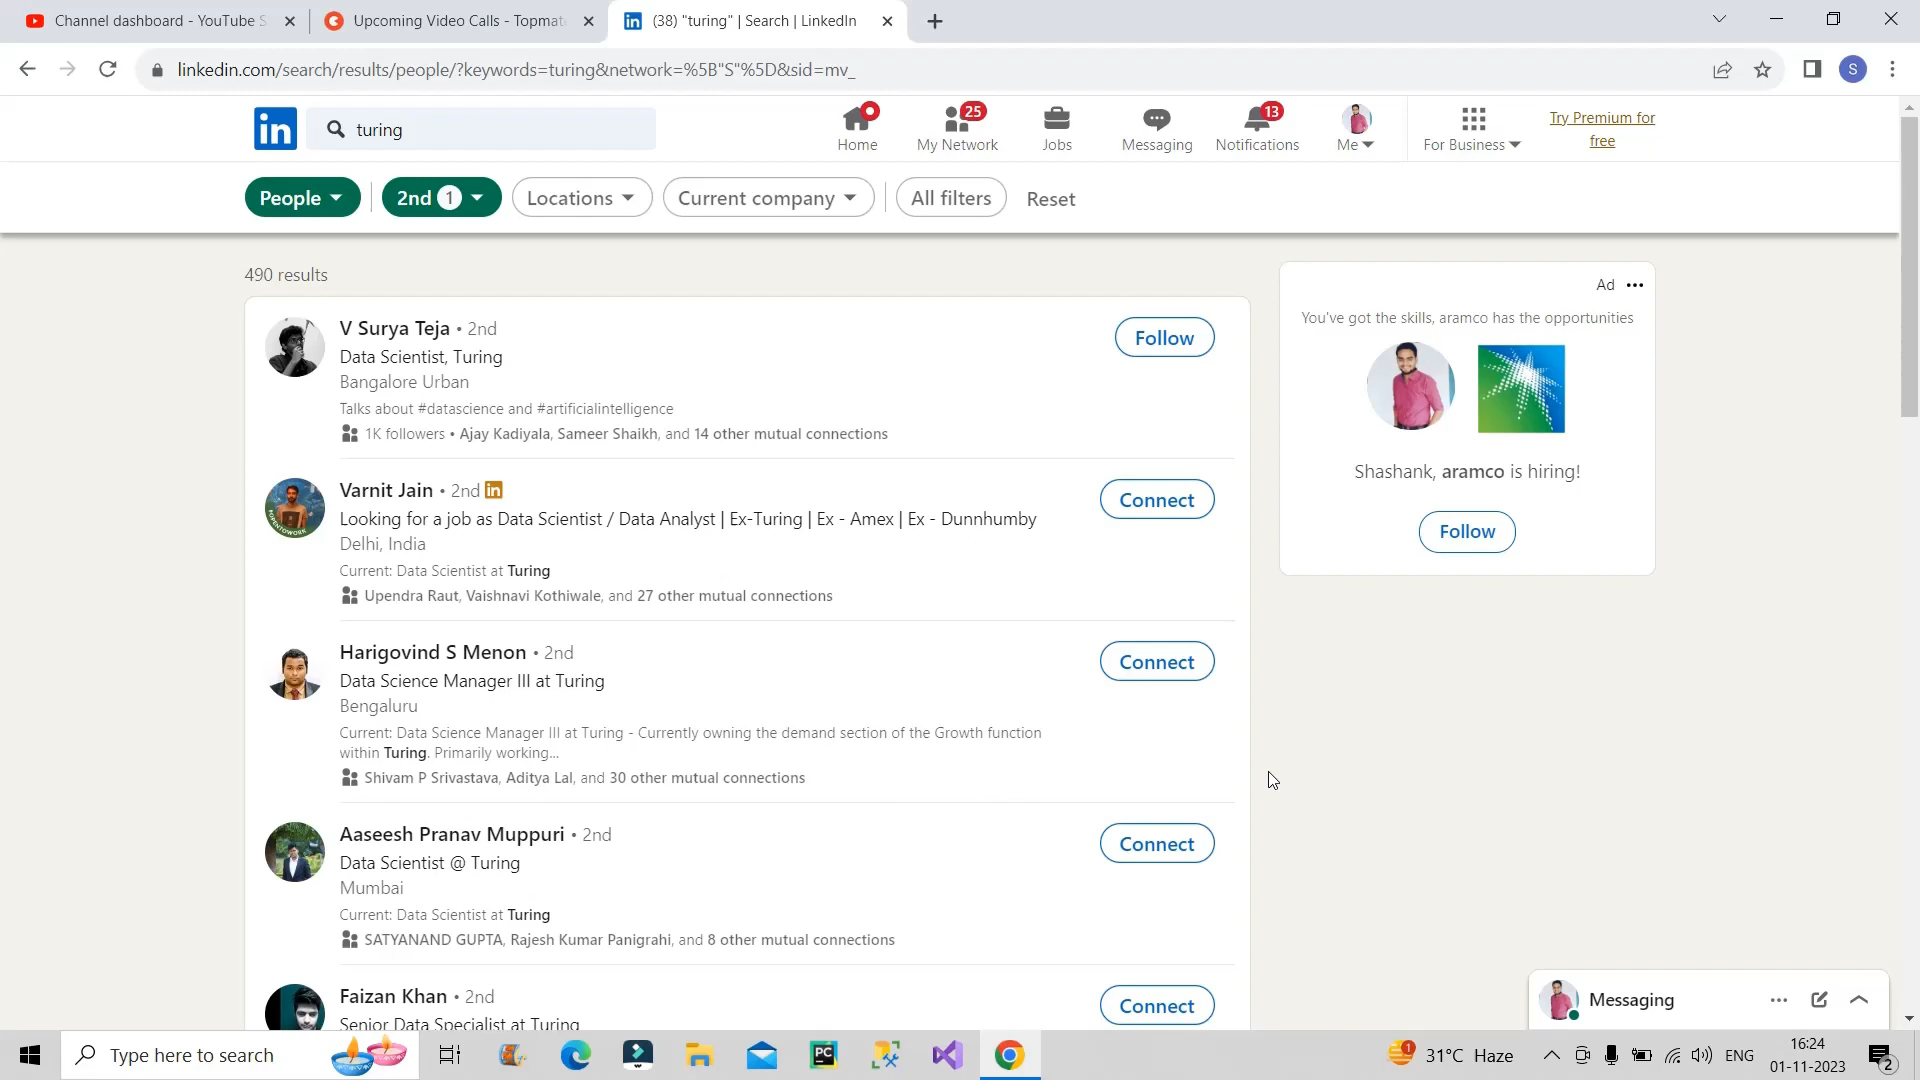 Channel dashboard - YouTube S
Upcoming Video Calls - Topmat
(38) "turing" | Search | LinkedIn
linkedin.com/search/results/people/?keywords=turing&network=%5B"S"%5D&sid=mv_
S
in
turing
Home
25
My Network
Jobs
Messaging
13
Notifications
Me
For Business
Try Premium for
free
People
2nd 1
Locations
Current company
All filters
Reset
490 results
V Surya Teja • 2nd
Follow
Data Scientist, Turing
Bangalore Urban
Talks about #datascience and #artificialintelligence
1K followers • Ajay Kadiyala, Sameer Shaikh, and 14 other mutual connections
Varnit Jain • 2nd in
Connect
Looking for a job as Data Scientist / Data Analyst | Ex-Turing | Ex - Amex | Ex - Dunnhumby
Delhi, India
Current: Data Scientist at Turing
Upendra Raut, Vaishnavi Kothiwale, and 27 other mutual connections
#OPENTOWORK
Harigovind S Menon • 2nd
Connect
Data Science Manager III at Turing
Bengaluru
Current: Data Science Manager III at Turing - Currently owning the demand section of the Growth function
within Turing. Primarily working...
Shivam P Srivastava, Aditya Lal, and 30 other mutual connections
Aaseesh Pranav Muppuri • 2nd
Connect
Data Scientist @ Turing
Mumbai
Current: Data Scientist at Turing
SATYANAND GUPTA, Rajesh Kumar Panigrahi, and 8 other mutual connections
Faizan Khan • 2nd
Connect
Senior Data Specialist at Turing
Ad
You've got the skills, aramco has the opportunities
Shashank, aramco is hiring!
Follow
Messaging
Type here to search
PC
1
31°C Haze
ENG
16:24
01-11-2023
2